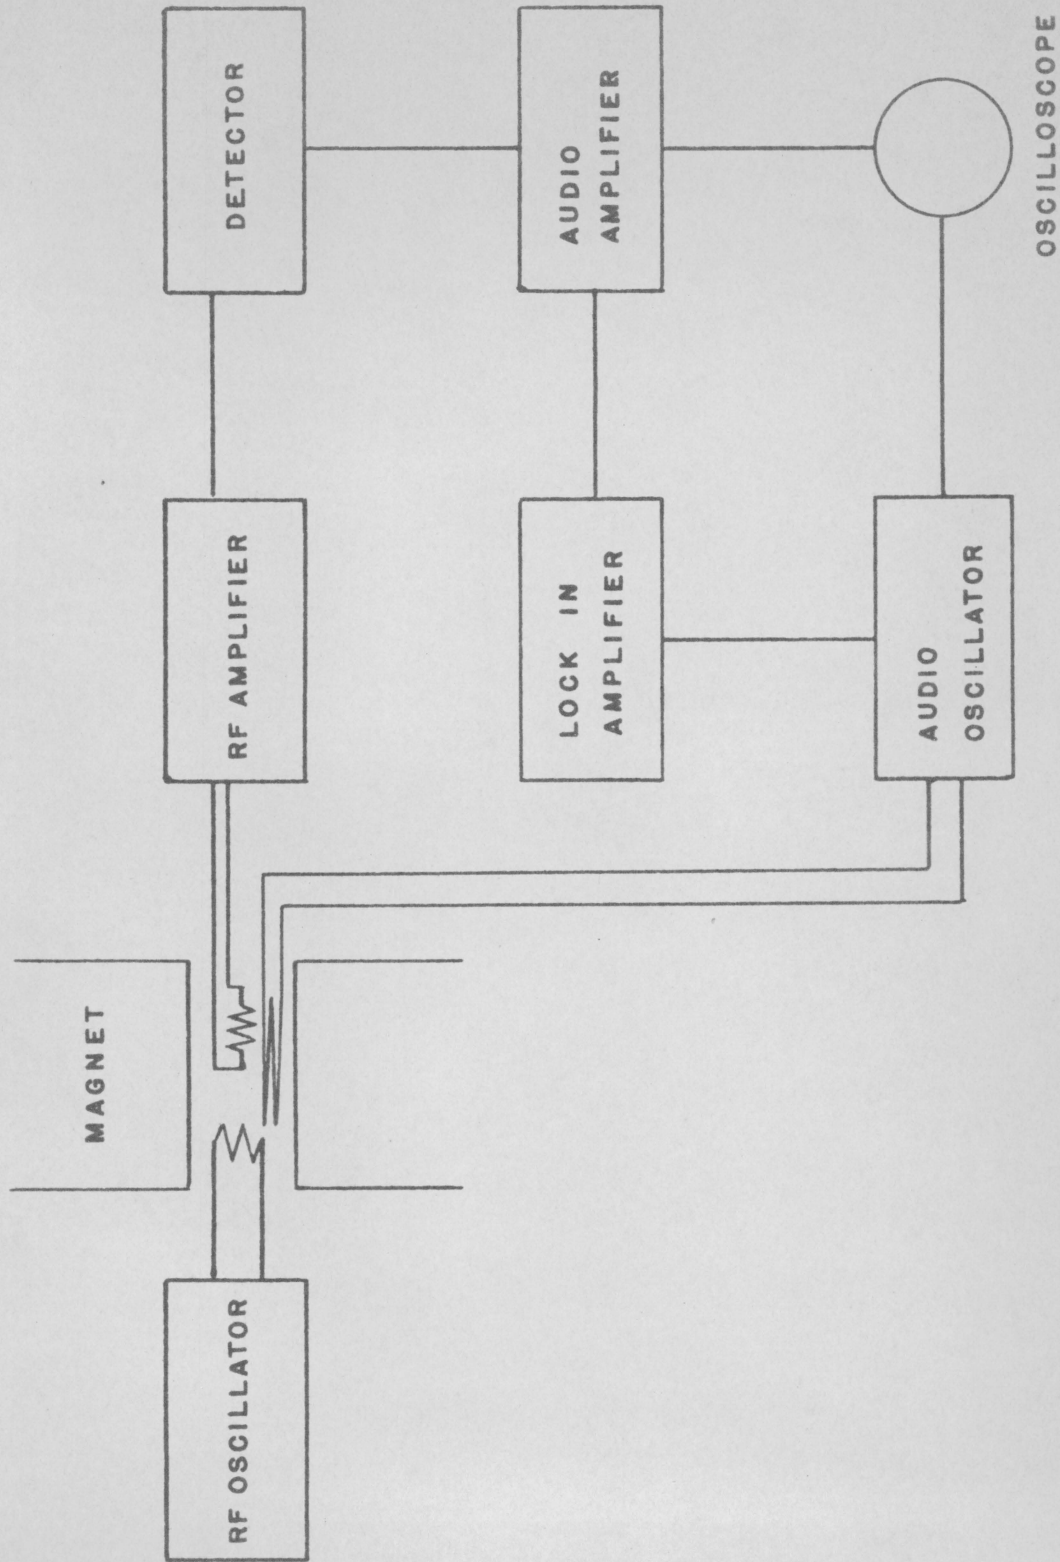 MAGNET
RF OSCILLATOR
RF AMPLIFIER
DETECTOR
LOCK IN
AMPLIFIER
AUDIO
AMPLIFIER
AUDIO
OSCILLATOR
OSCILLOSCOPE